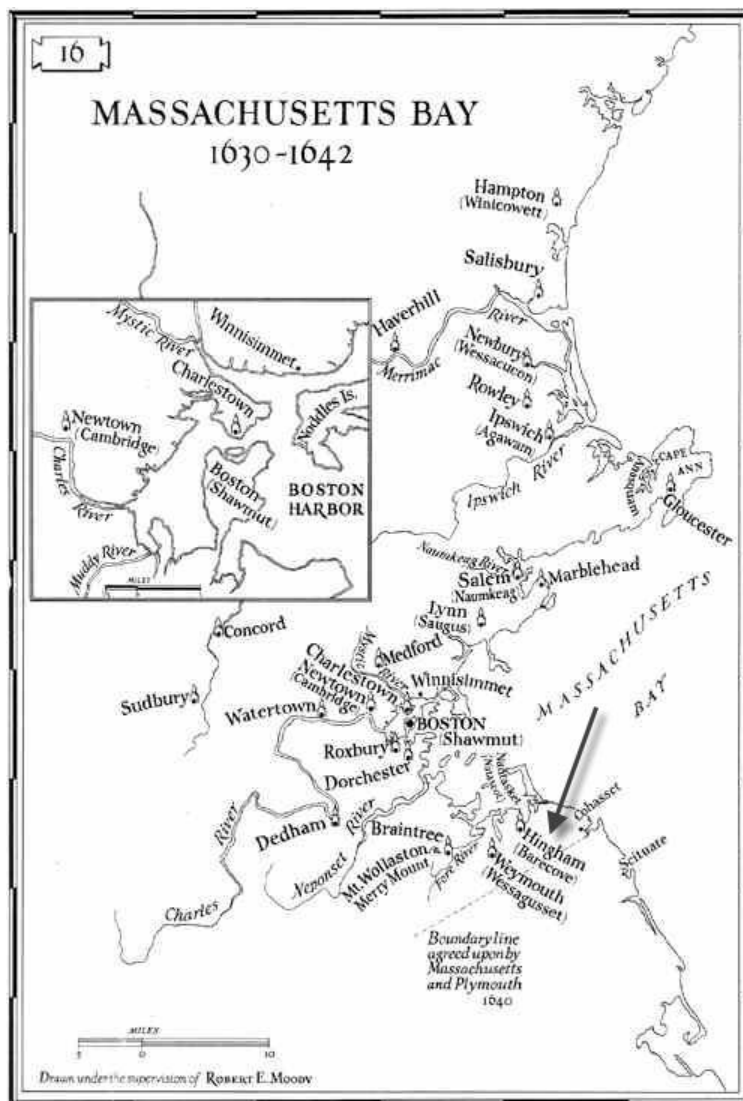 16
MASSACHUSETTS BAY
1630-1642
Hampton
(Winicowett)
Salisbury
Haverhill
Merrimac
River
Newbury
(Wessacucon)
Rowley
Ipswich
(Agawam)
Ipswich River
Annisquam
CAPE
ANN
Gloucester
Mystic River
Winnisimmet
Charlestown
Noddles Is.
Newtown
(Cambridge)
Charles
River
Boston
(Shawmut)
BOSTON
HARBOR
Muddy River
MILES
Naumkeag River
Salem
(Naumkeag)
Marblehead
Lynn
(Saugus)
Concord
Sudbury
Mystic
River
Medford
Charlestown
Newtown
(Cambridge)
Winnisimmet
Watertown
BOSTON
(Shawmut)
Roxbury
Dorchester
MASSACHUSETTS
BAY
Nantasket
Cohasset
Scituate
Hingham
(Barecove)
Weymouth
(Wessagusset)
Braintree
Mt. Wollaston
Merry Mount
Fore River
Dedham
Neponset
River
River
Charles
Boundary line
agreed upon by
Massachusetts
and Plymouth
1640
MILES
5 0 10
Drawn under the supervision of ROBERT E. MOODY